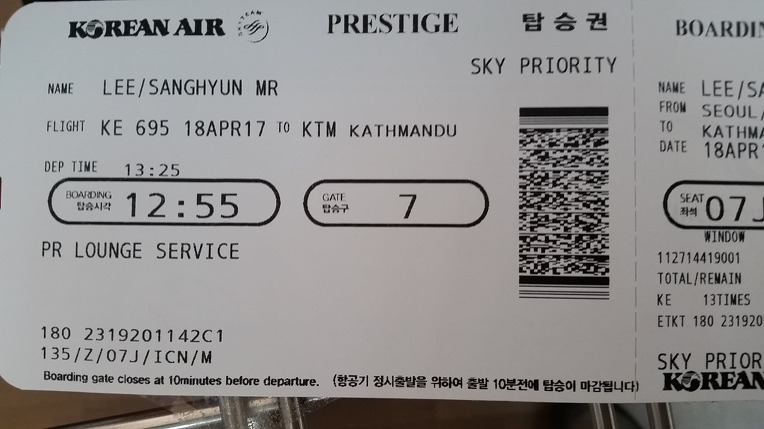 KOREAN AIR SKYTEAM PRESTIGE 탑승권
SKY PRIORITY
NAME LEE/SANGHYUN MR
FLIGHT KE 695 18APR17 TO KTM KATHMANDU
DEP TIME 13:25
BOARDING 탑승시각 12:55
GATE 탑승구 7
PR LOUNGE SERVICE
180 2319201142C1
135/Z/07J/ICN/M
Boarding gate closes at 10minutes before departure. (항공기 정시출발을 위하여 출발 10분전에 탑승이 마감됩니다)
BOARDIN
NAME LEE/SA
FROM SEOUL/
TO KATHMA
DATE 18APR
SEAT 좌석 07J
WINDOW
112714419001
TOTAL/REMAIN
KE 13TIMES
ETKT 180 231920
SKY PRIOR
KOREAN